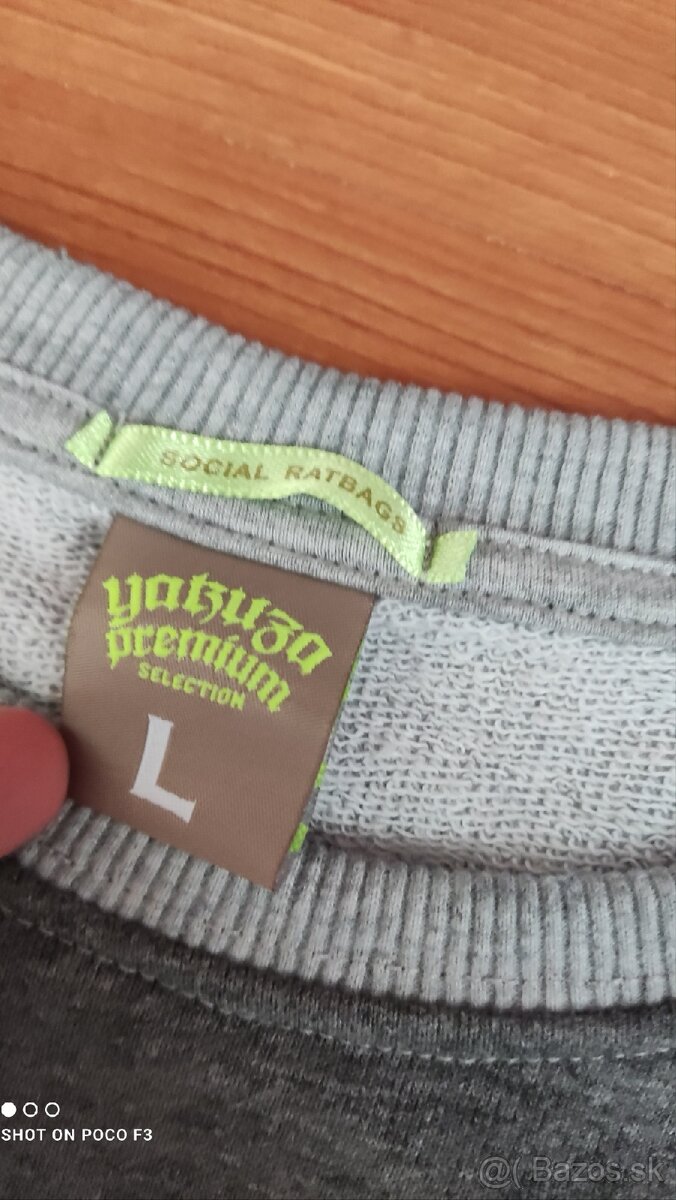 SOCIAL RATBAGS
yakuza
premium
SELECTION
L
SHOT ON POCO F3
@( Bazos.sk